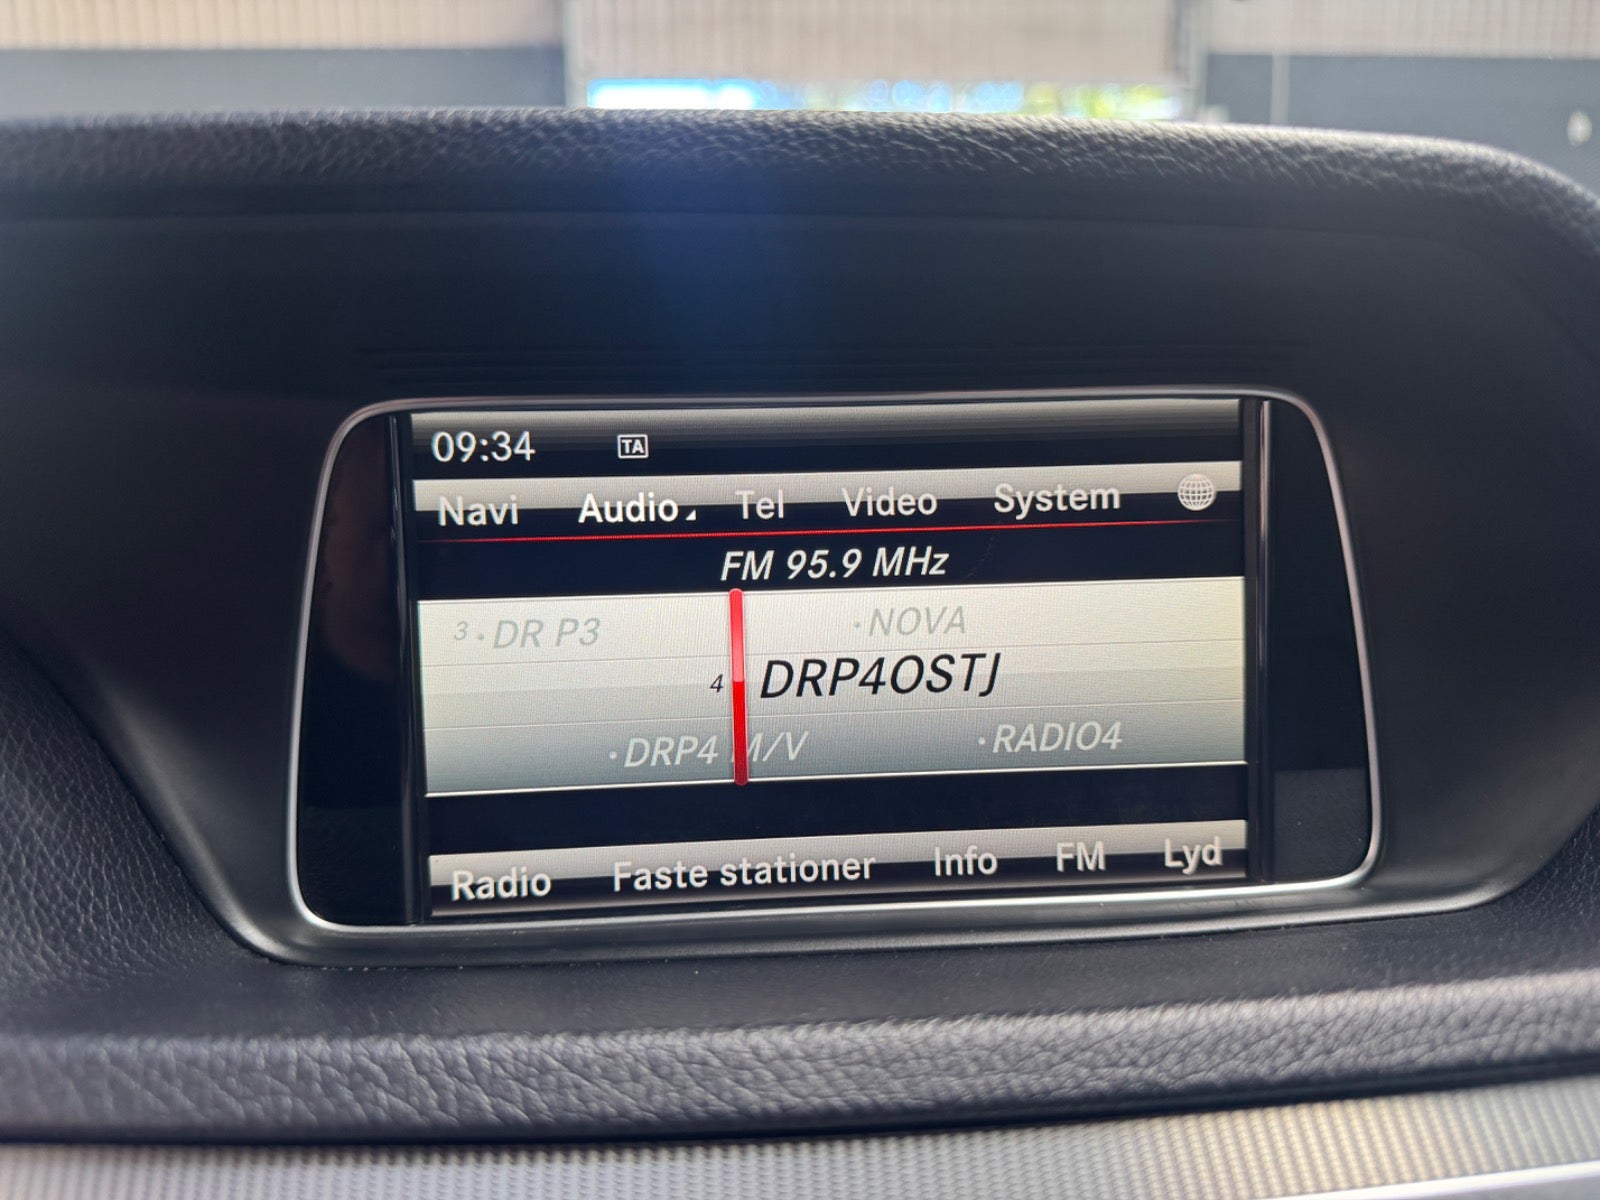 09:34 TA
Navi Audio Tel Video System
FM 95.9 MHz
3 · DR P3 · NOVA
4 DRP4OSTJ
· DRP4 M/V · RADIO4
Radio Faste stationer Info FM Lyd